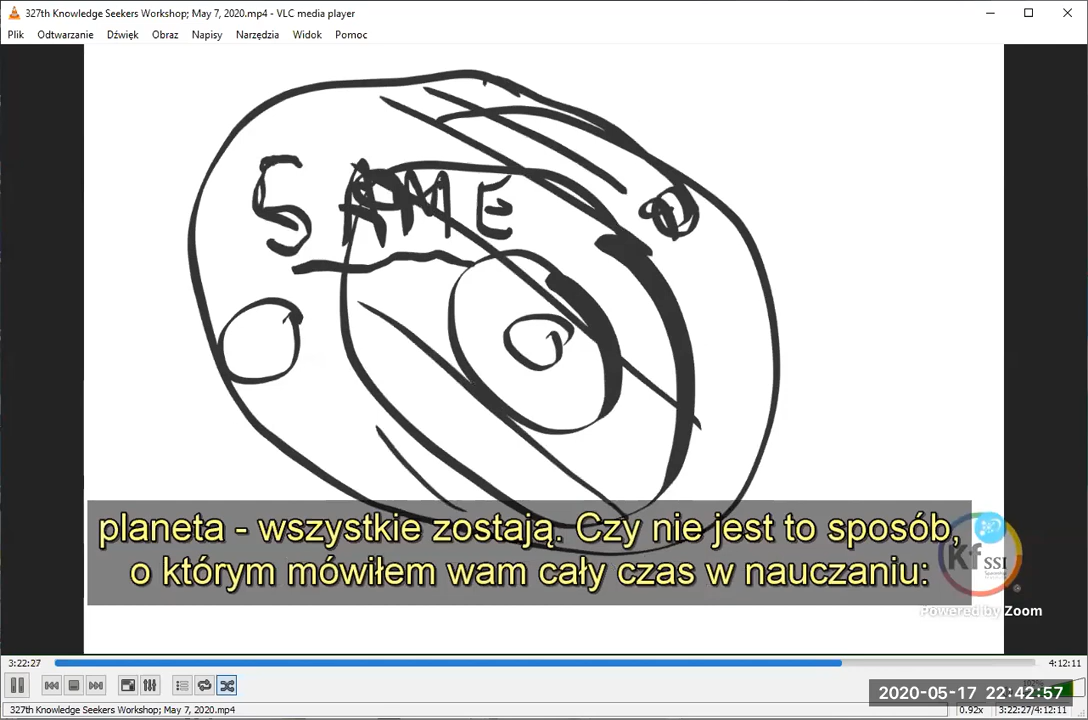 327th Knowledge Seekers Workshop; May 7, 2020.mp4 - VLC media player
Plik Odtwarzanie Dźwięk Obraz Napisy Narzędzia Widok Pomoc
SAME
planeta - wszystkie zostają. Czy nie jest to sposób,
o którym mówiłem wam cały czas w nauczaniu:
Kf SSI
Powered by Zoom
3:22:27 4:12:11
102%
2020-05-17 22:42:57
327th Knowledge Seekers Workshop; May 7, 2020.mp4 0.92x 3:22:27/4:12:11